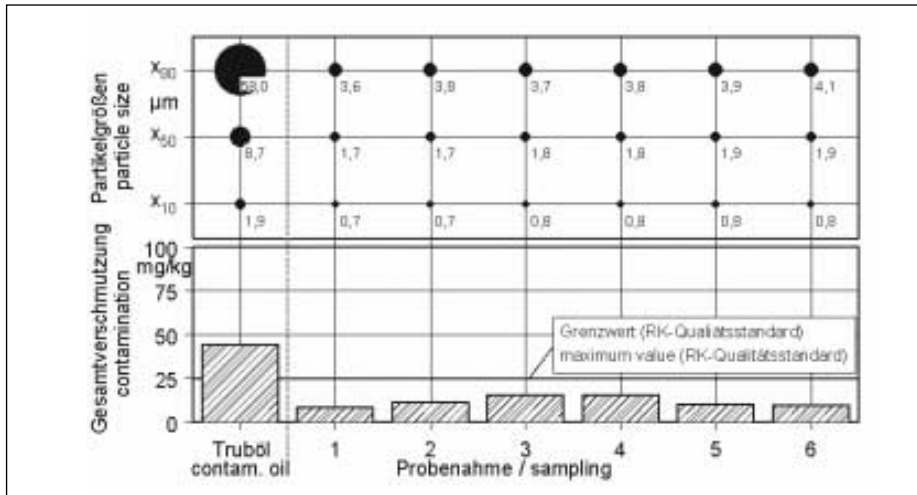 Partikelgrößen
particle size
x90
µm
x50
x10
3,6 3,7 3,8 3,9 4,1
8,7 1,7 1,7 1,8 1,8 1,9 1,9
1,9 0,7 0,7 0,8 0,8 0,8 0,8
Gesamtverschmutzung
contamination
100
mg/kg
75
50
25
0
Grenzwert (RK-Qualiätsstandard)
maximum value (RK-Qualitätsstandard)
Truböl 1 2 3 4 5 6
contam. oil Probenahme / sampling